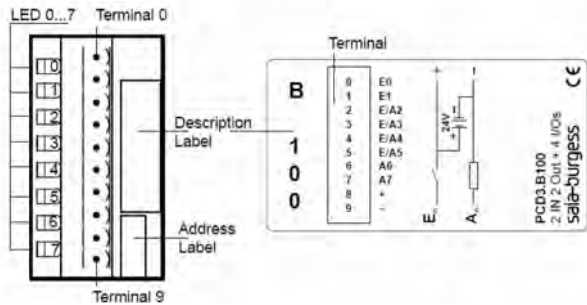 LED 0...7
Terminal 0
0
1
2
3
4
5
6
7
Description
Label
Address
Label
Terminal 9
Terminal
B
1
0
0
0 E0
1 E1
2 E/A2
3 E/A3
4 E/A4
5 E/A5
6 A6
7 A7
8 +
9 -
+
-
24V
+
-
En
An
PCD3.B100
2 IN 2 Out + 4 I/Os
saia-burgess
CE